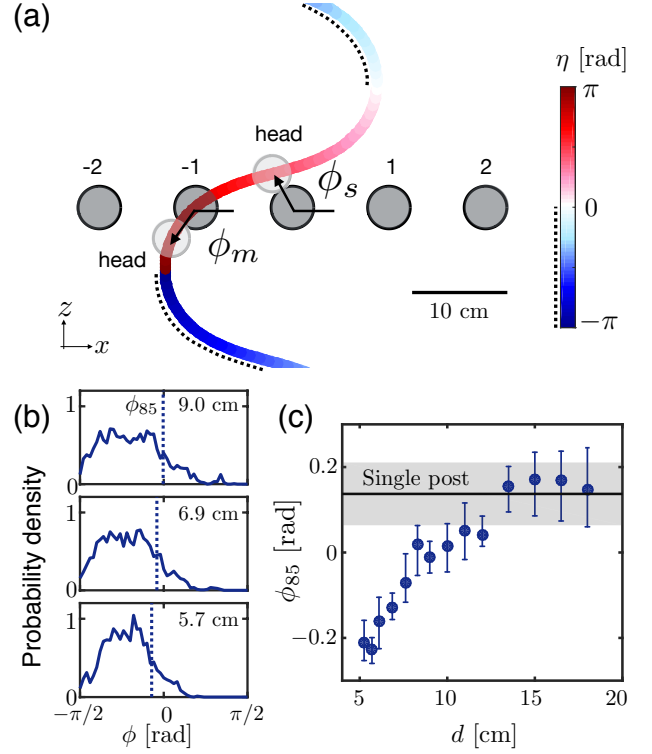 (a)
η [rad]
π
0
−π
head
-2
-1
1
2
ϕs
ϕm
head
10 cm
z
x
(b)
Probability density
1
0
ϕ85
9.0 cm
1
0
6.9 cm
1
0
5.7 cm
−π/2
0
π/2
ϕ [rad]
(c)
ϕ85 [rad]
0.2
0
−0.2
Single post
5
10
15
20
d [cm]